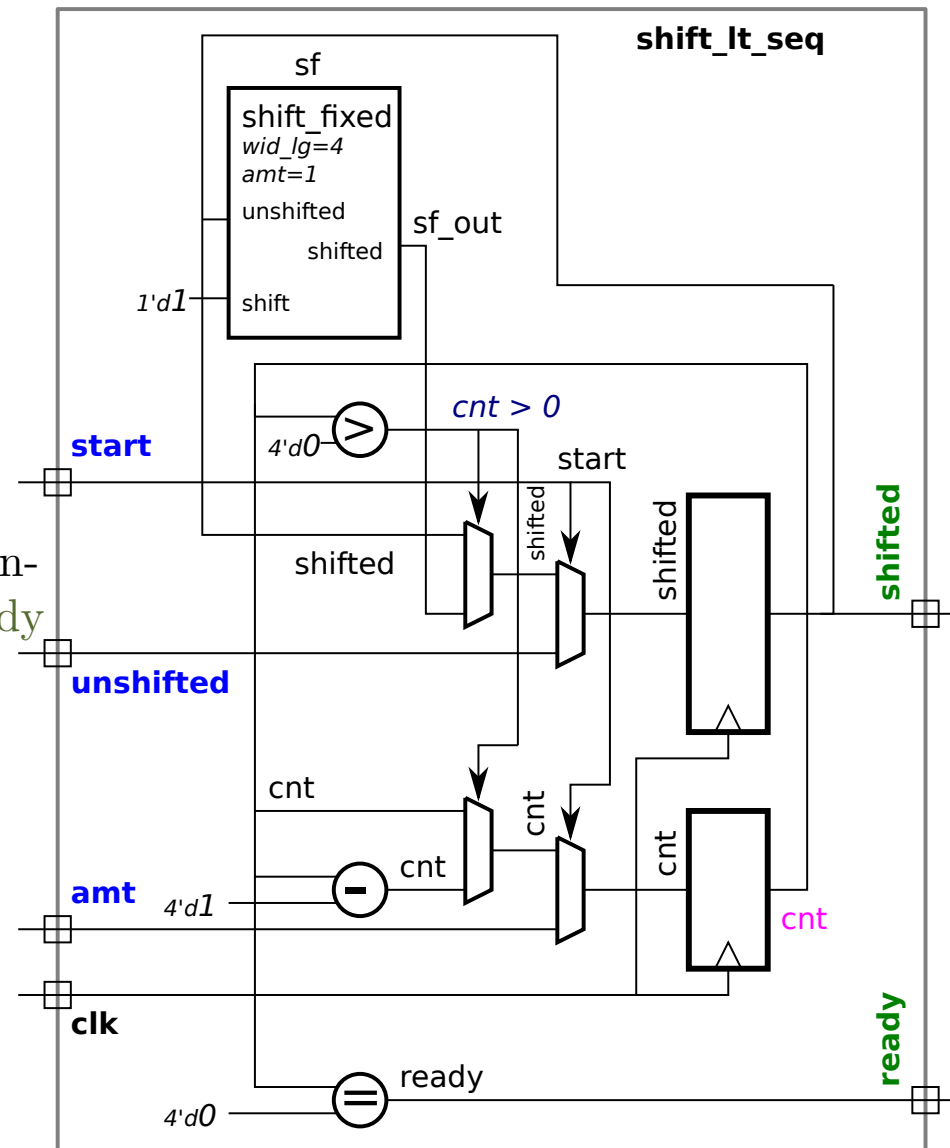 shift_lt_seq
sf
shift_fixed
wid_lg=4
amt=1
unshifted
sf_out
shifted
1'd1
shift
cnt > 0
>
4'd0
start
start
shifted
shifted
shifted
shifted
n-
dy
unshifted
cnt
cnt
cnt
cnt
-
amt
4'd1
cnt
clk
ready
ready
=
4'd0